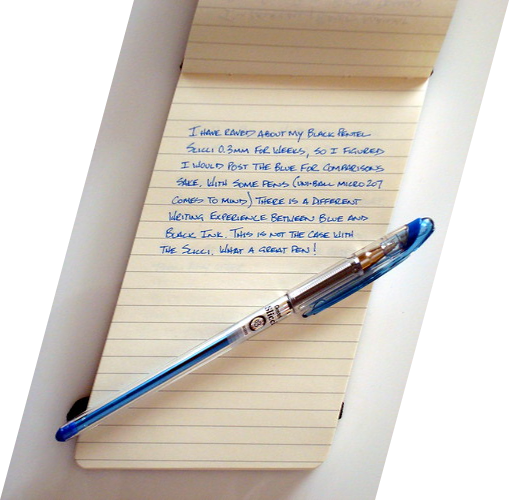 I HAVE RAVED ABOUT MY BLACK PENTEL
SLICCI 0.3MM FOR WEEKS, SO I FIGURED
I WOULD POST THE BLUE FOR COMPARISONS
SAKE. WITH SOME PENS (UNI-BALL MICRO 207
COMES TO MIND) THERE IS A DIFFERENT
WRITING EXPERIENCE BETWEEN BLUE AND
BLACK INK. THIS IS NOT THE CASE WITH
THE SLICCI. WHAT A GREAT PEN!
Pentel
Slicci